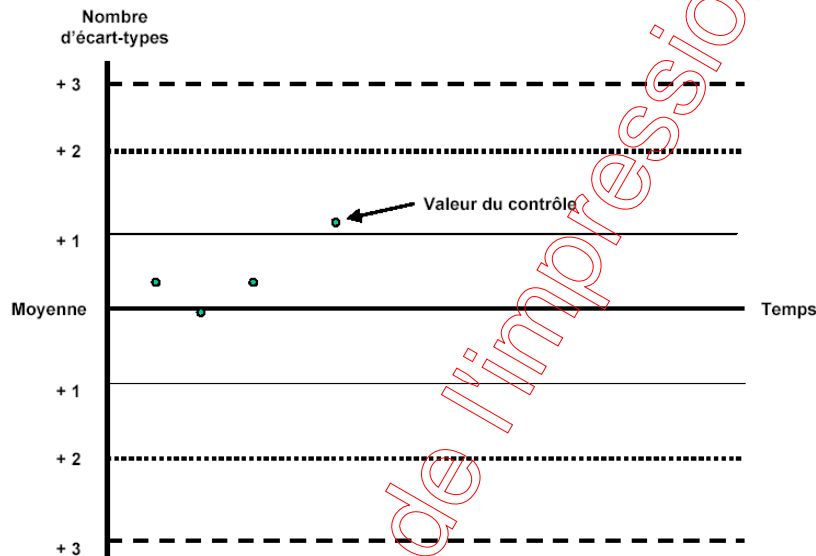 Nombre
d'écart-types
+ 3
+ 2
Valeur du contrôle
+ 1
Moyenne
Temps
+ 1
+ 2
+ 3
de l'impressio